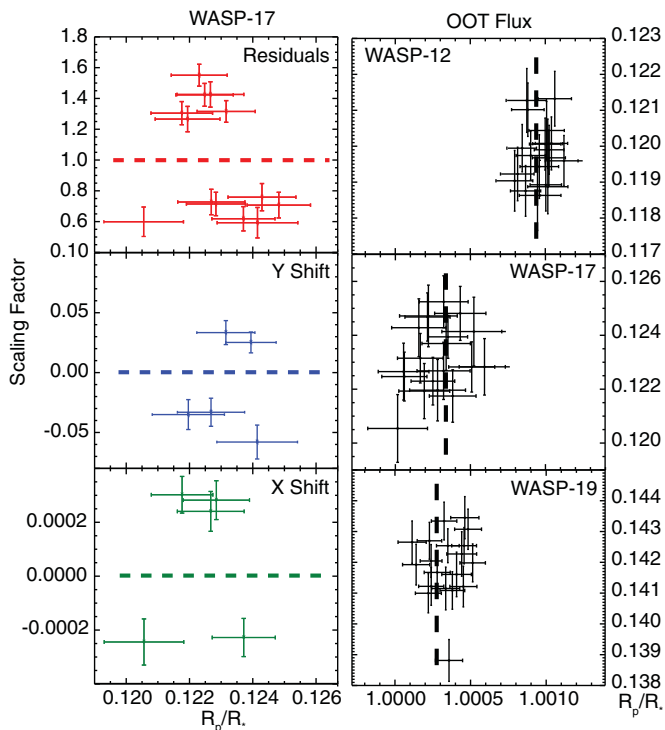 WASP-17
OOT Flux
Residuals
1.8
1.6
1.4
1.2
1.0
0.8
0.6
0.10
Y Shift
0.05
0.00
-0.05
X Shift
0.0002
0.0000
-0.0002
Scaling Factor
0.120 0.122 0.124 0.126
Rp/R*
WASP-12
0.123
0.122
0.121
0.120
0.119
0.118
0.117
WASP-17
0.126
0.124
0.122
0.120
WASP-19
0.144
0.143
0.142
0.141
0.139
0.138
1.0000 1.0005 1.0010
Rp/R*